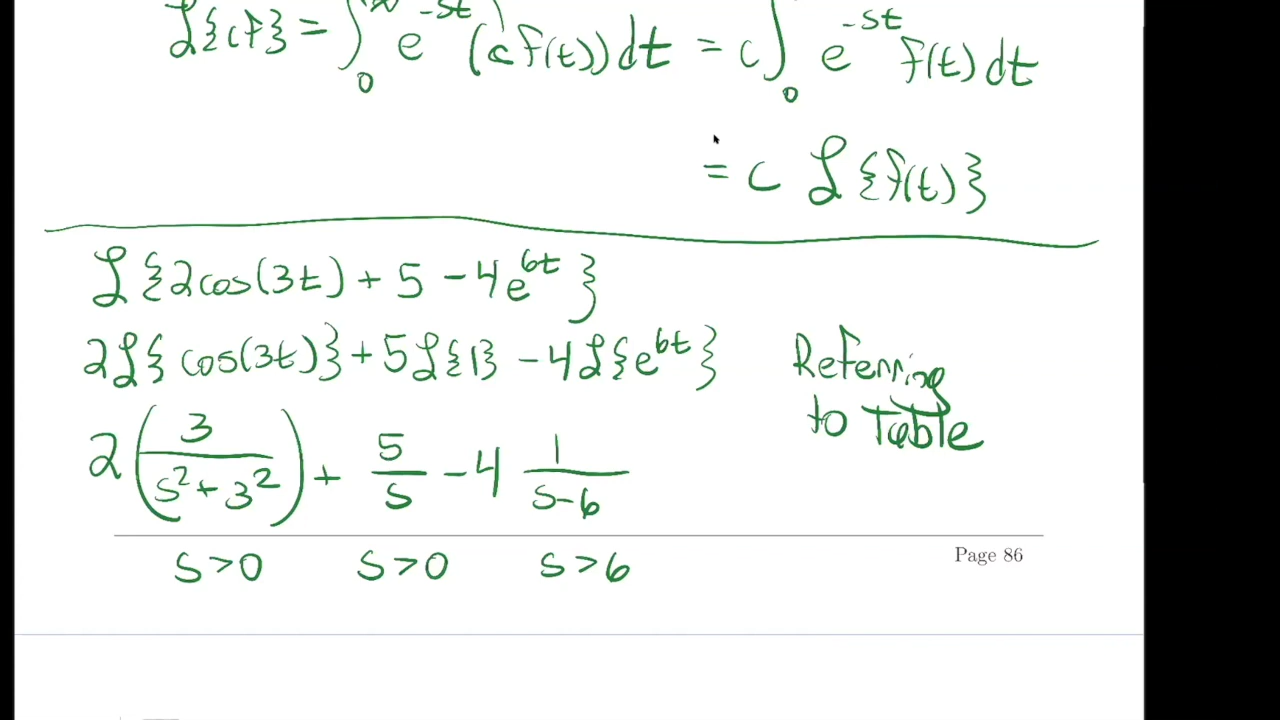 ℒ{cf} = ∫₀^∞ e^{-st} (c f(t)) dt = c ∫₀ e^{-st} f(t) dt
= c ℒ{f(t)}
ℒ{2cos(3t) + 5 - 4e^{6t}}
2ℒ{cos(3t)} + 5ℒ{1} - 4ℒ{e^{6t}}
Referring
to Table
2(3/(s²+3²)) + 5/s - 4 1/(s-6)
s>0 s>0 s>6
Page 86